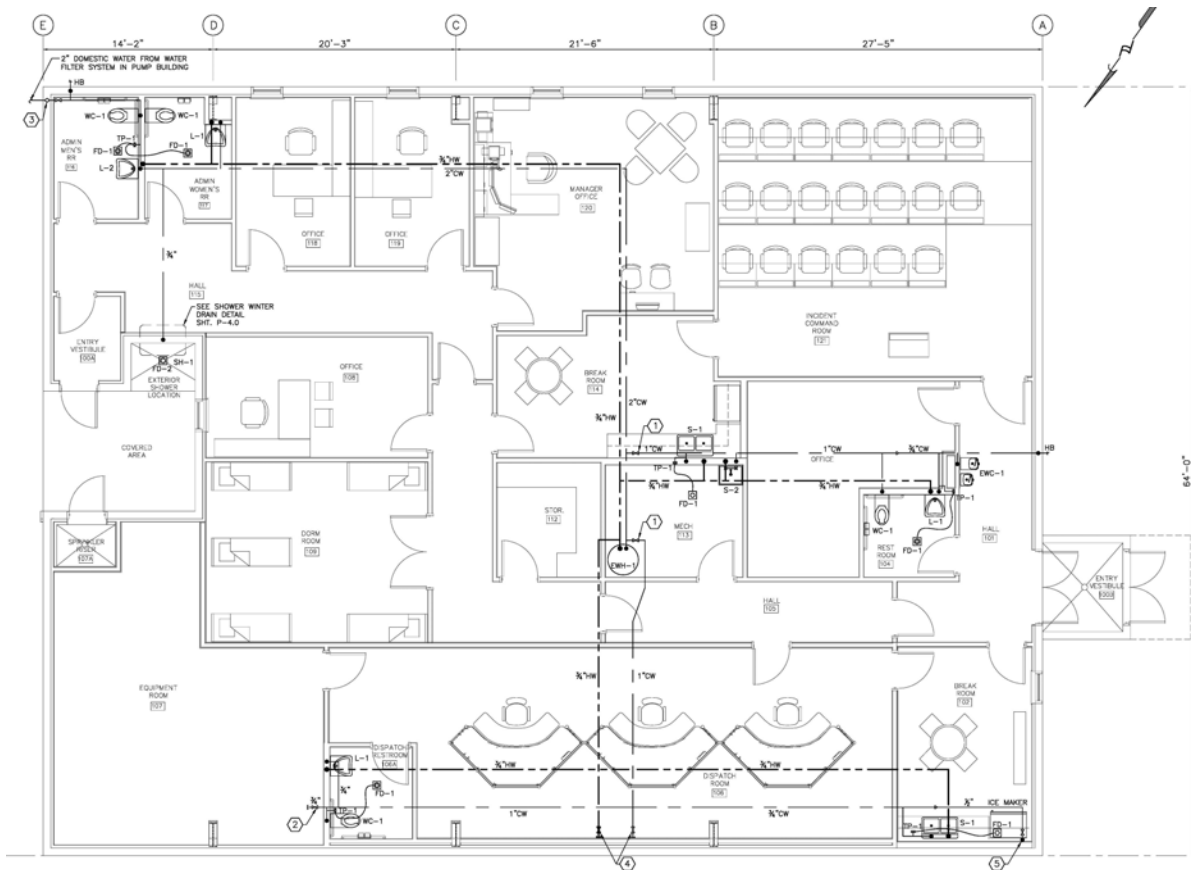 E
D
C
B
A
14'-2"
20'-3"
21'-6"
27'-5"
2" DOMESTIC WATER FROM WATER
FILTER SYSTEM IN PUMP BUILDING
HB
3
WC-1
WC-1
ADMIN
MEN'S
RR
116
TP-1
FD-1
FD-1
L-1
L-2
ADMIN
WOMEN'S
RR
117
¾"HW
2"CW
OFFICE
118
OFFICE
119
MANAGER
OFFICE
120
¾"
HALL
115
SEE SHOWER WINTER
DRAIN DETAIL
SHT. P-4.0
INCIDENT
COMMAND
ROOM
121
ENTRY
VESTIBULE
100A
FD-2
SH-1
EXTERIOR
SHOWER
LOCATION
OFFICE
108
BREAK
ROOM
114
2"CW
¾"HW
1
S-1
1"CW
1"CW
¾"CW
HB
COVERED
AREA
OFFICE
TP-1
S-2
EWC-1
¾"HW
¾"HW
FD-1
TP-1
L-1
WC-1
64'-0"
STOR.
112
MECH
113
1
FD-1
HALL
101
SPRINKLER
RISER
107A
DORM
ROOM
109
EWH-1
REST
ROOM
104
ENTRY
VESTIBULE
HALL
105
EQUIPMENT
ROOM
107
¾"HW
1"CW
BREAK
ROOM
102
DISPATCH
RESTROOM
106A
L-1
¾"HW
¾"HW
DISPATCH
ROOM
106
¾"
FD-1
¾"
TP-1
WC-1
2
1"CW
¾"CW
½"
ICE MAKER
TP-1
S-1
FD-1
4
5